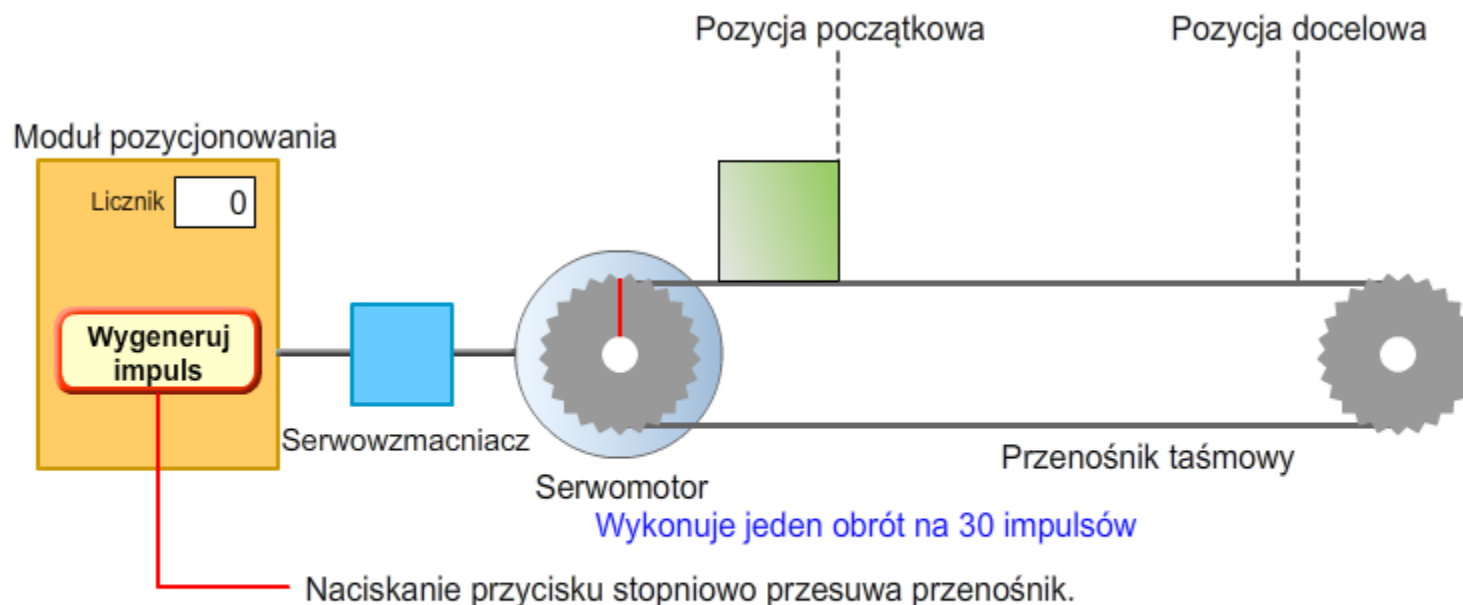 Pozycja początkowa
Pozycja docelowa
Moduł pozycjonowania
Licznik 0
Wygeneruj
impuls
Serwowzmacniacz
Serwomotor
Przenośnik taśmowy
Wykonuje jeden obrót na 30 impulsów
Naciskanie przycisku stopniowo przesuwa przenośnik.